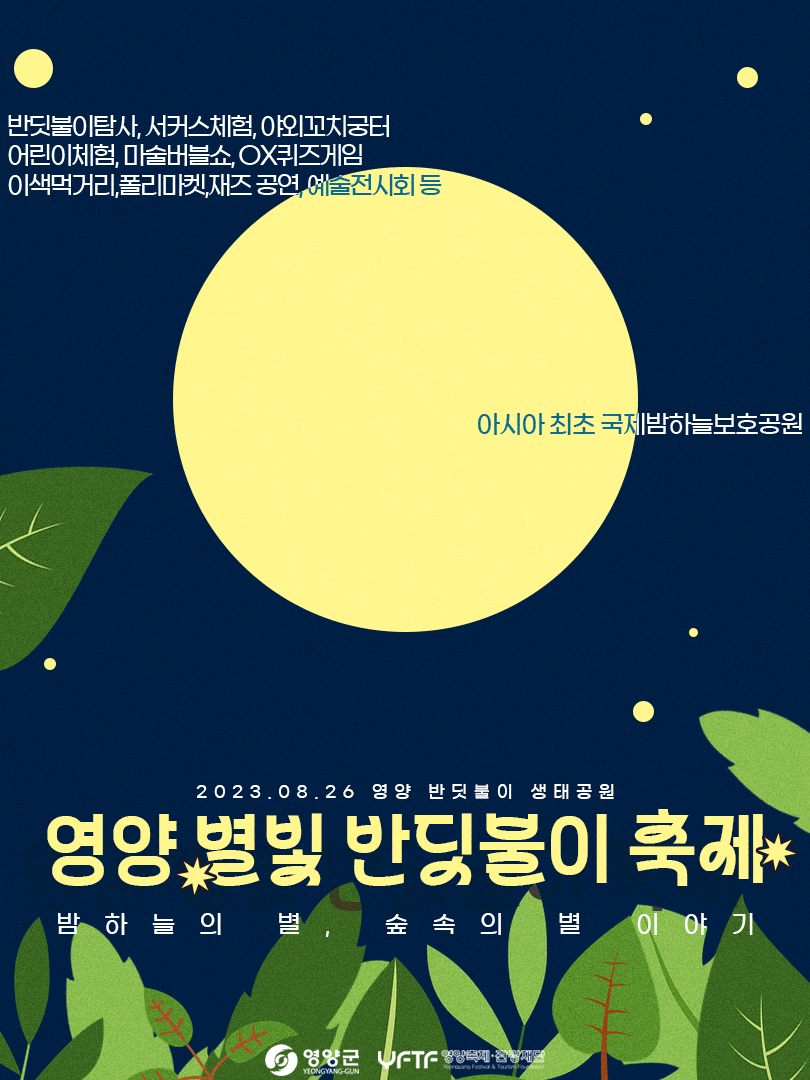 반딧불이탐사, 서커스체험, 야외꼬치궁터
어린이체험, 마술버블쇼, OX퀴즈게임
이색먹거리,폴리마켓,재즈 공연, 예술전시회 등
아시아 최초 국제밤하늘보호공원
2023.08.26 영양 반딧불이 생태공원
영양 별빛 반딧불이 축제
밤하늘의 별, 숲속의 별 이야기
영양군
YEONGYANG-GUN
YFTF 영양축제·관광재단
Yeongyang Festival & Tourism Foundation